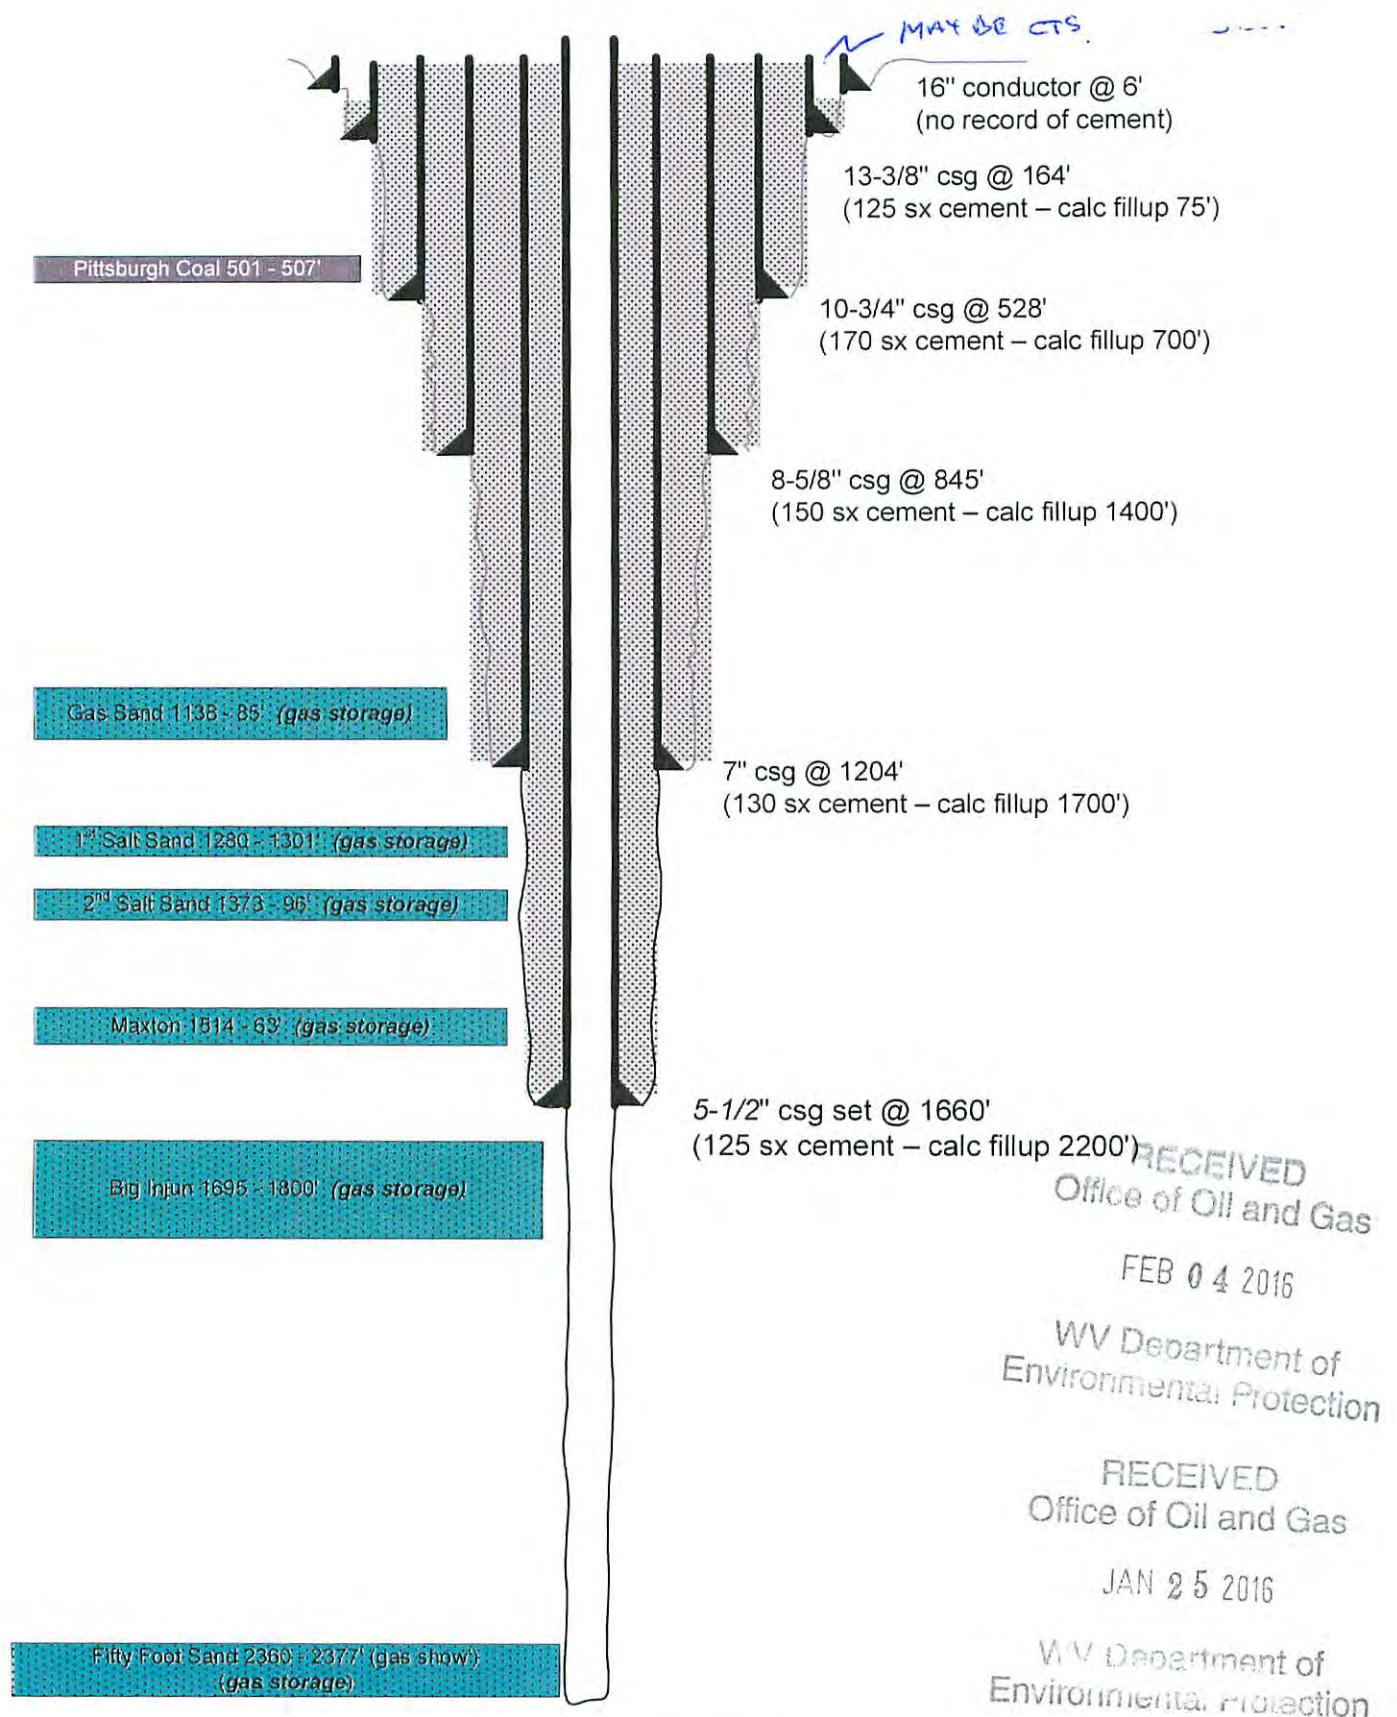 MAYBE CTS.
16" conductor @ 6'
(no record of cement)
13-3/8" csg @ 164'
(125 sx cement – calc fillup 75')
Pittsburgh Coal 501 - 507'
10-3/4" csg @ 528'
(170 sx cement – calc fillup 700')
8-5/8" csg @ 845'
(150 sx cement – calc fillup 1400')
Gas Sand 1138 - 85' (gas storage)
7" csg @ 1204'
(130 sx cement – calc fillup 1700')
1st Salt Sand 1280 - 1301' (gas storage)
2nd Salt Sand 1373 - 96' (gas storage)
Maxton 1514 - 63' (gas storage)
5-1/2" csg set @ 1660'
(125 sx cement – calc fillup 2200')
Big Injun 1695 - 1800' (gas storage)
RECEIVED
Office of Oil and Gas
FEB 04 2016
WV Department of
Environmental Protection
RECEIVED
Office of Oil and Gas
JAN 25 2016
WV Department of
Environmental Protection
Fifty Foot Sand 2360 - 2377' (gas show)
(gas storage)